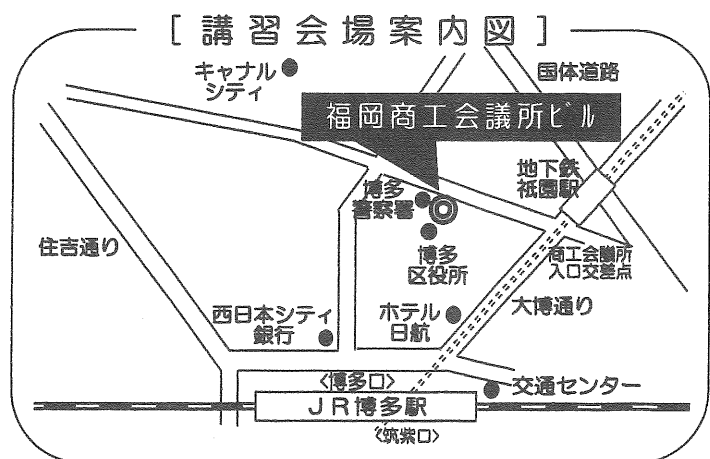 ［講習会場案内図］
キャナル
シティ
国体道路
福岡商工会議所ビル
地下鉄
祇園駅
博多
警察署
住吉通り
博多
区役所
商工会議所
入口交差点
西日本シティ
銀行
ホテル
日航
大博通り
〈博多口〉
交通センター
JR博多駅
〈筑紫口〉